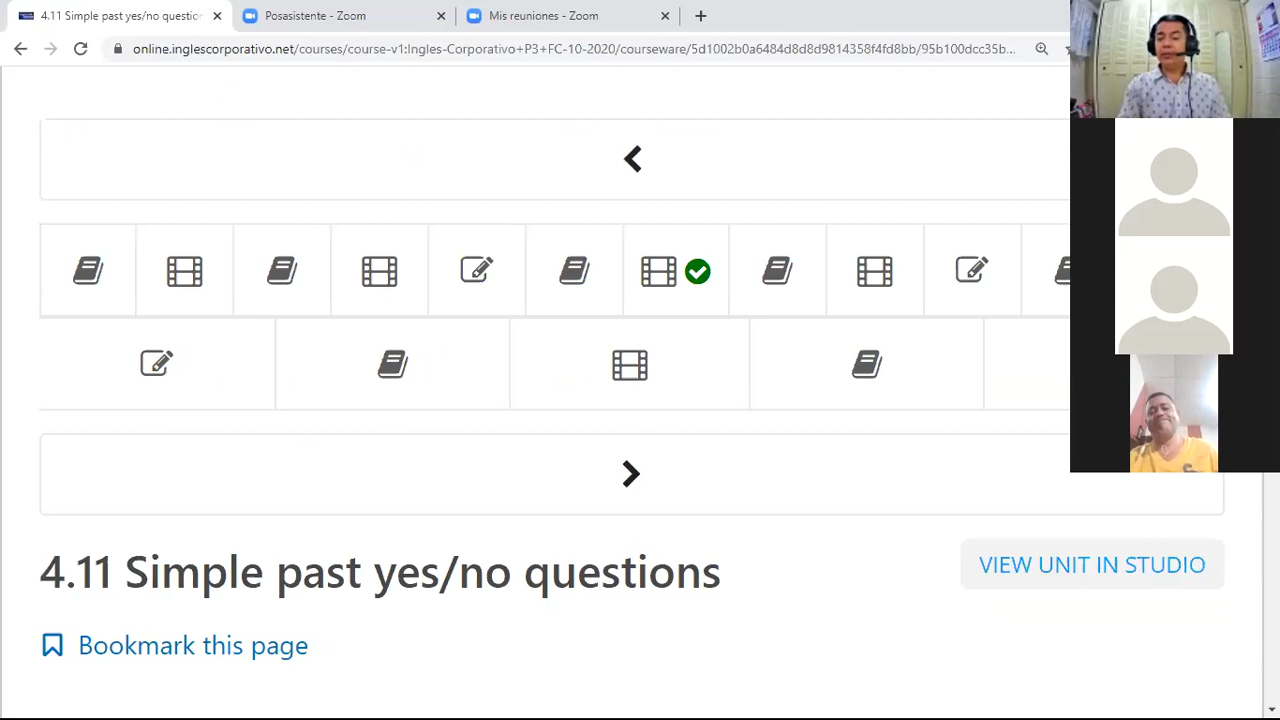 4.11 Simple past yes/no question
Posasistente - Zoom
Mis reuniones - Zoom
online.inglescorporativo.net/courses/course-v1:Ingles-Corporativo+P3+FC-10-2020/courseware/5d1002b0a6484d8d8d9814358f4fd8bb/95b100dcc35b...
4.11 Simple past yes/no questions
VIEW UNIT IN STUDIO
Bookmark this page